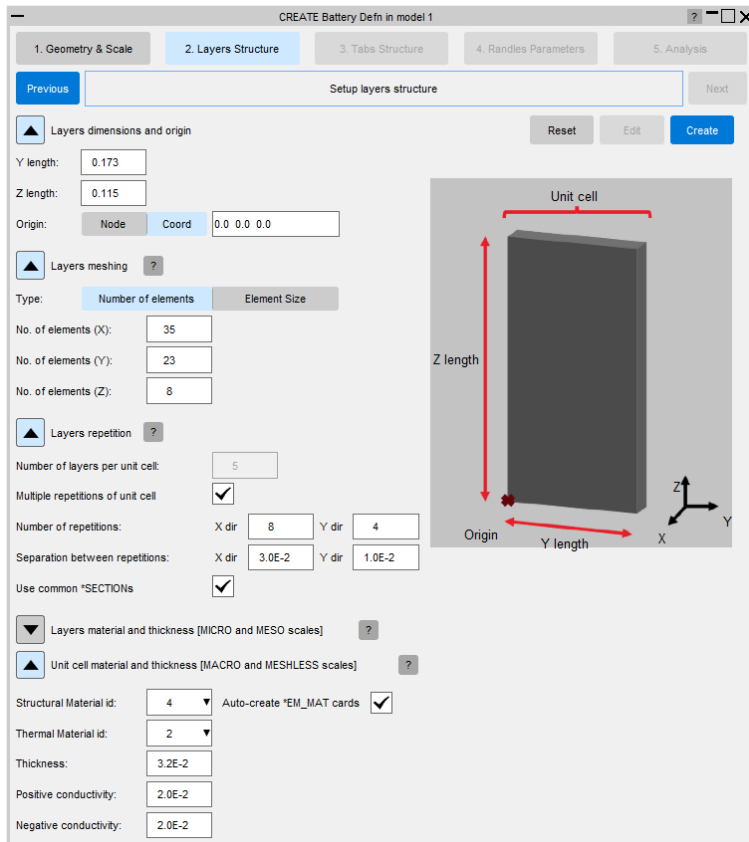 CREATE Battery Defn in model 1 ?
1. Geometry & Scale 2. Layers Structure 3. Tabs Structure 4. Randles Parameters 5. Analysis
Previous Setup layers structure Next
Layers dimensions and origin Reset Edit Create
Y length: 0.173
Z length: 0.115
Origin: Node Coord 0.0 0.0 0.0
Layers meshing ?
Type: Number of elements Element Size
No. of elements (X): 35
No. of elements (Y): 23
No. of elements (Z): 8
Layers repetition ?
Number of layers per unit cell: 5
Multiple repetitions of unit cell
Number of repetitions: X dir 8 Y dir 4
Separation between repetitions: X dir 3.0E-2 Y dir 1.0E-2
Use common *SECTIONs
Layers material and thickness [MICRO and MESO scales] ?
Unit cell material and thickness [MACRO and MESHLESS scales] ?
Structural Material id: 4 Auto-create *EM_MAT cards
Thermal Material id: 2
Thickness: 3.2E-2
Positive conductivity: 2.0E-2
Negative conductivity: 2.0E-2
Unit cell
Z length
Origin
Y length
Z
Y
X